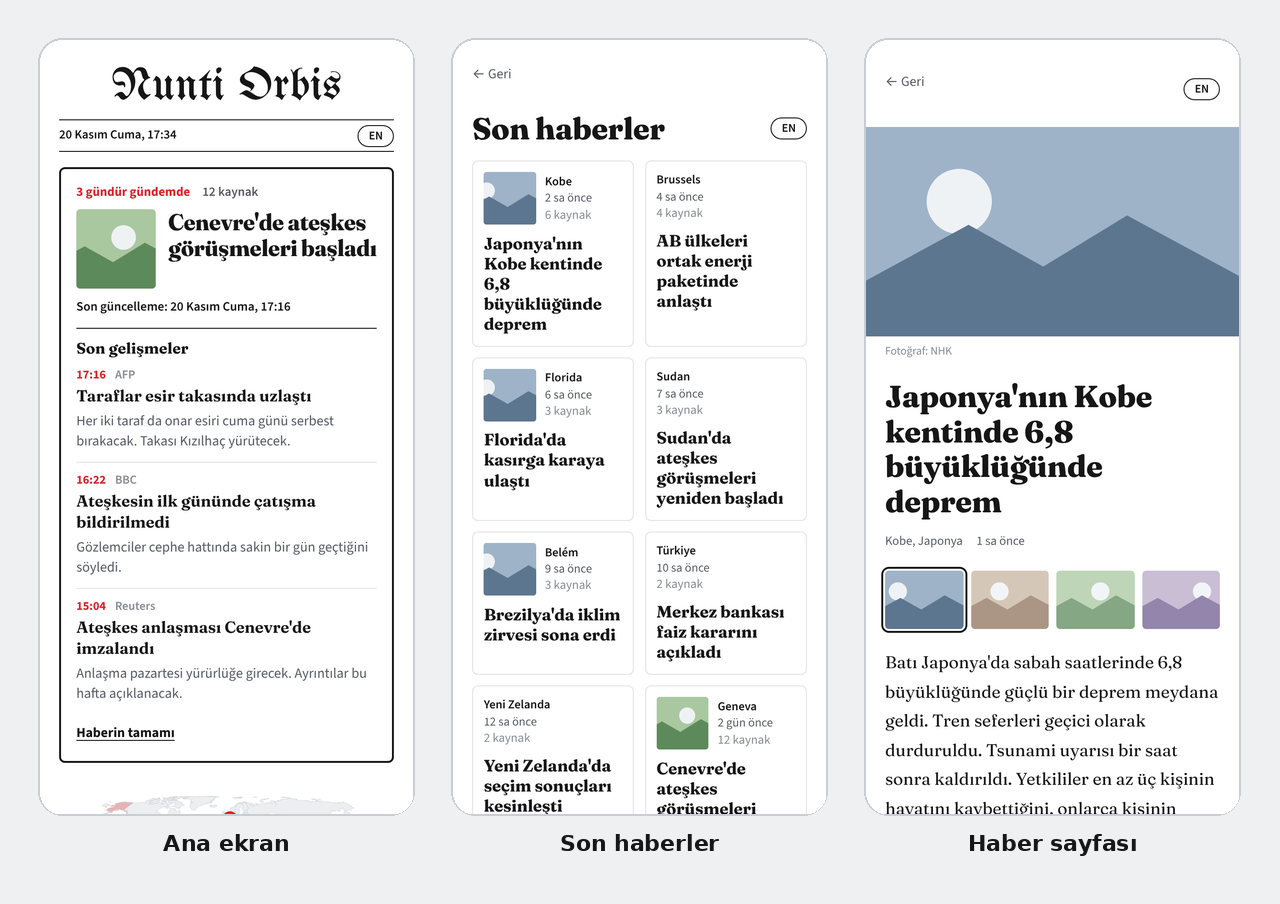 Nunti Orbis
20 Kasım Cuma, 17:34
EN
3 gündür gündemde 12 kaynak
Cenevre'de ateşkes
görüşmeleri başladı
Son güncelleme: 20 Kasım Cuma, 17:16
Son gelişmeler
17:16 AFP
Taraflar esir takasında uzlaştı
Her iki taraf da onar esiri cuma günü serbest
bırakacak. Takası Kızılhaç yürütecek.
16:22 BBC
Ateşkesin ilk gününde çatışma
bildirilmedi
Gözlemciler cephe hattında sakin bir gün geçtiğini
söyledi.
15:04 Reuters
Ateşkes anlaşması Cenevre'de
imzalandı
Anlaşma pazartesi yürürlüğe girecek. Ayrıntılar bu
hafta açıklanacak.
Haberin tamamı
Ana ekran
← Geri
Son haberler
EN
Kobe
2 sa önce
6 kaynak
Japonya'nın
Kobe kentinde
6,8
büyüklüğünde
deprem
Brussels
4 sa önce
4 kaynak
AB ülkeleri
ortak enerji
paketinde
anlaştı
Florida
6 sa önce
3 kaynak
Florida'da
kasırga karaya
ulaştı
Sudan
7 sa önce
3 kaynak
Sudan'da
ateşkes
görüşmeleri
yeniden başladı
Belém
9 sa önce
3 kaynak
Brezilya'da iklim
zirvesi sona erdi
Türkiye
10 sa önce
2 kaynak
Merkez bankası
faiz kararını
açıkladı
Yeni Zelanda
12 sa önce
2 kaynak
Yeni Zelanda'da
seçim sonuçları
kesinleşti
Geneva
2 gün önce
12 kaynak
Cenevre'de
ateşkes
görüşmeleri
Son haberler
← Geri
EN
Fotoğraf: NHK
Japonya'nın Kobe
kentinde 6,8
büyüklüğünde
deprem
Kobe, Japonya 1 sa önce
Batı Japonya'da sabah saatlerinde 6,8
büyüklüğünde güçlü bir deprem meydana
geldi. Tren seferleri geçici olarak
durduruldu. Tsunami uyarısı bir saat
sonra kaldırıldı. Yetkililer en az üç kişinin
hayatını kaybettiğini, onlarca kişinin
Haber sayfası